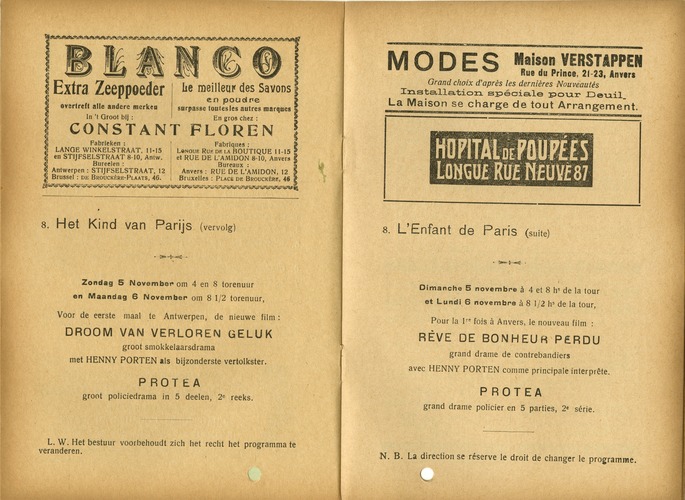 BLANCO
Extra Zeeppoeder
overtreft alle andere merken
In 't Groot bij :
Le meilleur des Savons
en poudre
surpasse toutes les autres marques
En gros chez :
CONSTANT FLOREN
Fabrieken :
LANGE WINKELSTRAAT, 11-15
en STIJFSELSTRAAT 8-10, Antw.
Bureelen :
Antwerpen : STIJFSELSTRAAT, 12
Brussel : DE BROUCKÈRE-PLAATS, 46.
Fabriques :
LONGUE RUE DE LA BOUTIQUE 11-15
et RUE DE L'AMIDON 8-10, Anvers
Bureaux :
Anvers : RUE DE L'AMIDON, 12
Bruxelles : PLACE DE BROUCKÈRE, 46
8. Het Kind van Parijs (vervolg)
Zondag 5 November om 4 en 8 torenuur
en Maandag 6 November om 8 1/2 torenuur,
Voor de eerste maal te Antwerpen, de nieuwe film :
DROOM VAN VERLOREN GELUK
groot smokkelaarsdrama
met HENNY PORTEN als bijzonderste vertolkster.
PROTEA
groot policiedrama in 5 deelen, 2e reeks.
L. W. Het bestuur voorbehoudt zich het recht het programma te
veranderen.
MODES Maison VERSTAPPEN
Rue du Prince, 21-23, Anvers
Grand choix d'après les dernières Nouveautés
Installation spéciale pour Deuil.
La Maison se charge de tout Arrangement.
HOPITAL DE POUPÉES
LONGUE RUE NEUVE 87
8. L'Enfant de Paris (suite)
Dimanche 5 novembre à 4 et 8 hs de la tour
et Lundi 6 novembre à 8 1/2 hs de la tour,
Pour la 1re fois à Anvers, le nouveau film :
RÊVE DE BONHEUR PERDU
grand drame de contrebandiers
avec HENNY PORTEN comme principale interprète.
PROTEA
grand drame policier en 5 parties, 2e série.
N. B. La direction se réserve le droit de changer le programme.